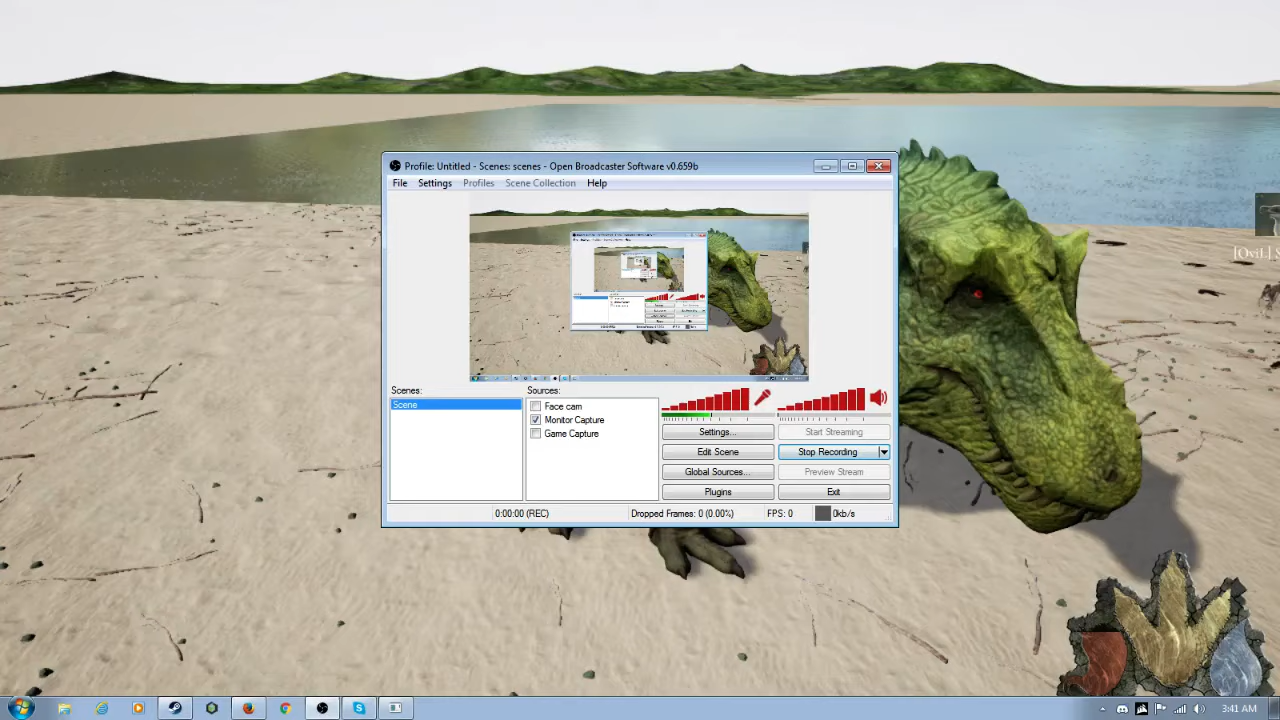 Profile: Untitled - Scenes: scenes - Open Broadcaster Software v0.659b
File Settings Profiles Scene Collection Help
[OviL]
Scenes: Sources:
Scene
Face cam
Monitor Capture
Game Capture
Settings... Start Streaming
Edit Scene Stop Recording
Global Sources... Preview Stream
Plugins Exit
0:00:00 (REC) Dropped Frames: 0 (0.00%) FPS: 0 0kb/s
3:41 AM